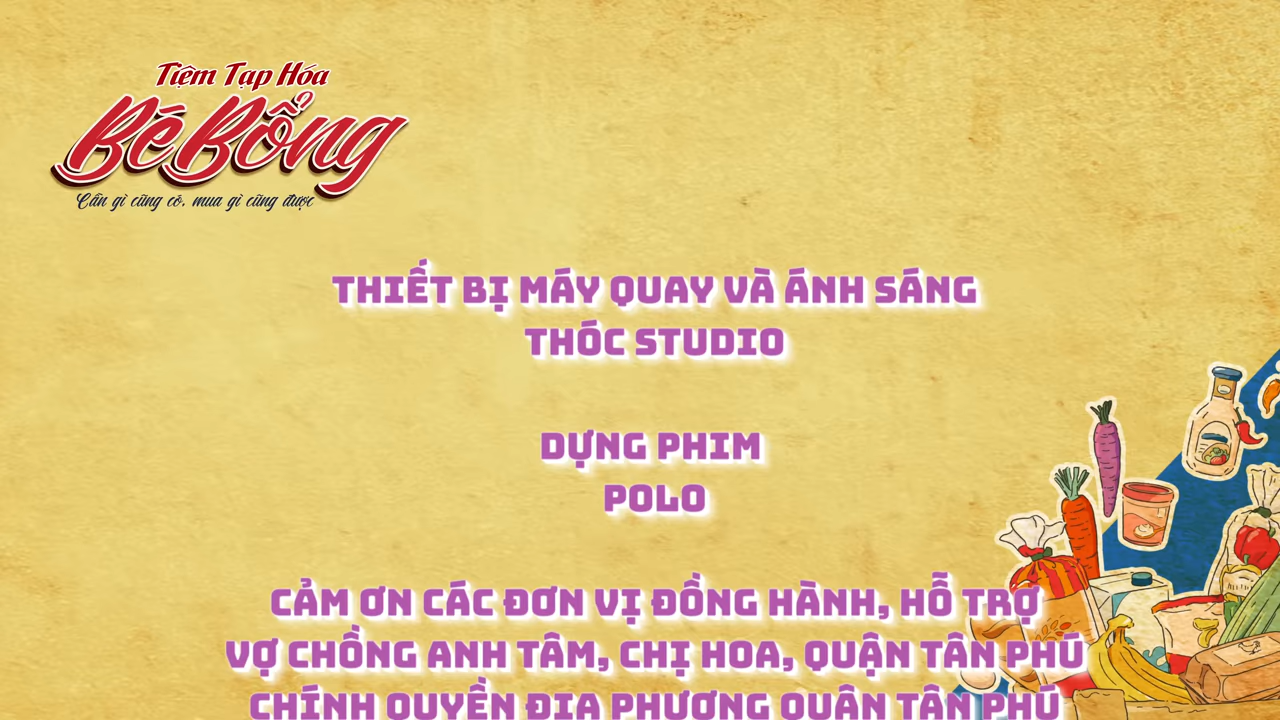 Tiệm Tạp Hóa
Bé Bổng
Cần gì cũng có, mua gì cũng được
THIẾT BỊ MÁY QUAY VÀ ÁNH SÁNG
THÓC STUDIO
DỰNG PHIM
POLO
CẢM ƠN CÁC ĐƠN VỊ ĐỒNG HÀNH, HỖ TRỢ
VỢ CHỒNG ANH TÂM, CHỊ HOA, QUẬN TÂN PHÚ
CHÍNH QUYỀN ĐỊA PHƯƠNG QUẬN TÂN PHÚ